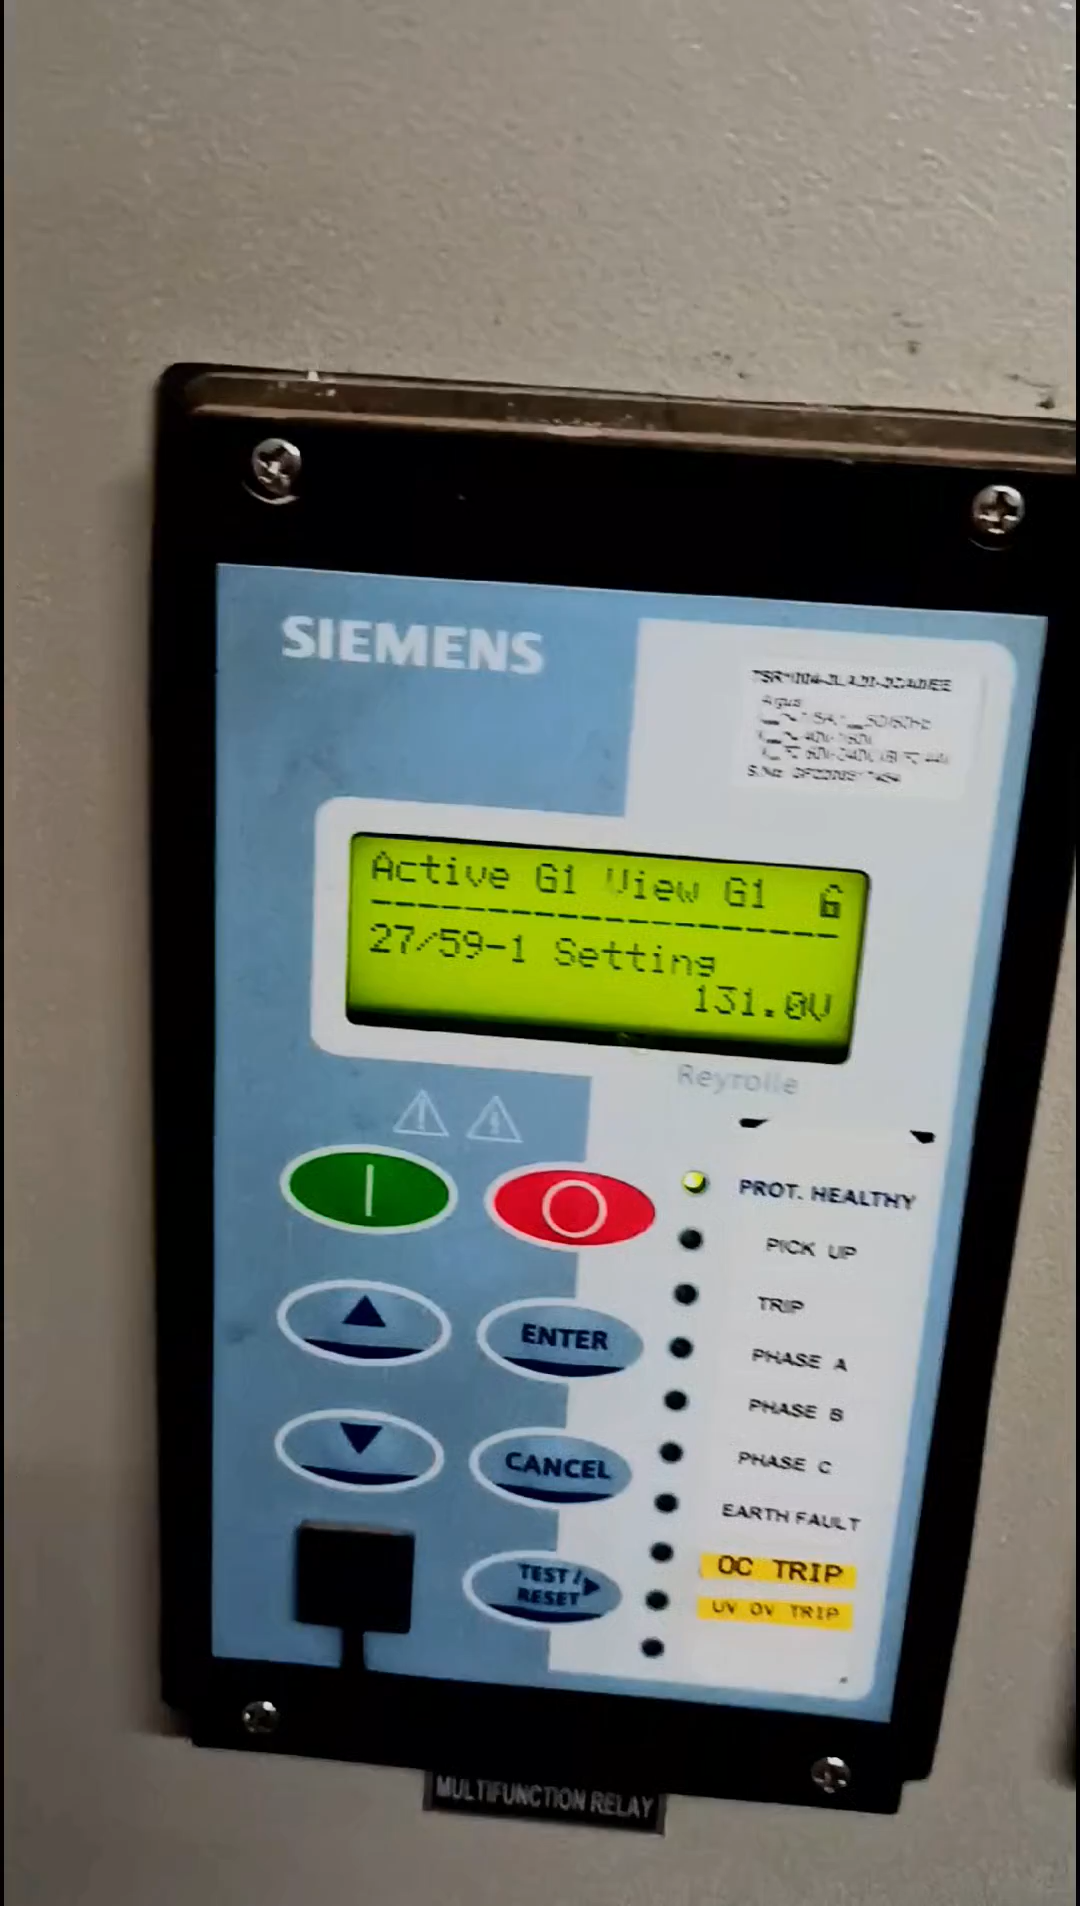 SIEMENS
Argus
Active G1 View G1
27/59-1 Setting
131.0V
Reyrolle
PROT. HEALTHY
PICK UP
TRIP
PHASE A
ENTER
PHASE B
PHASE C
CANCEL
EARTH FAULT
OC TRIP
TEST /
RESET
UV OV TRIP
MULTIFUNCTION RELAY